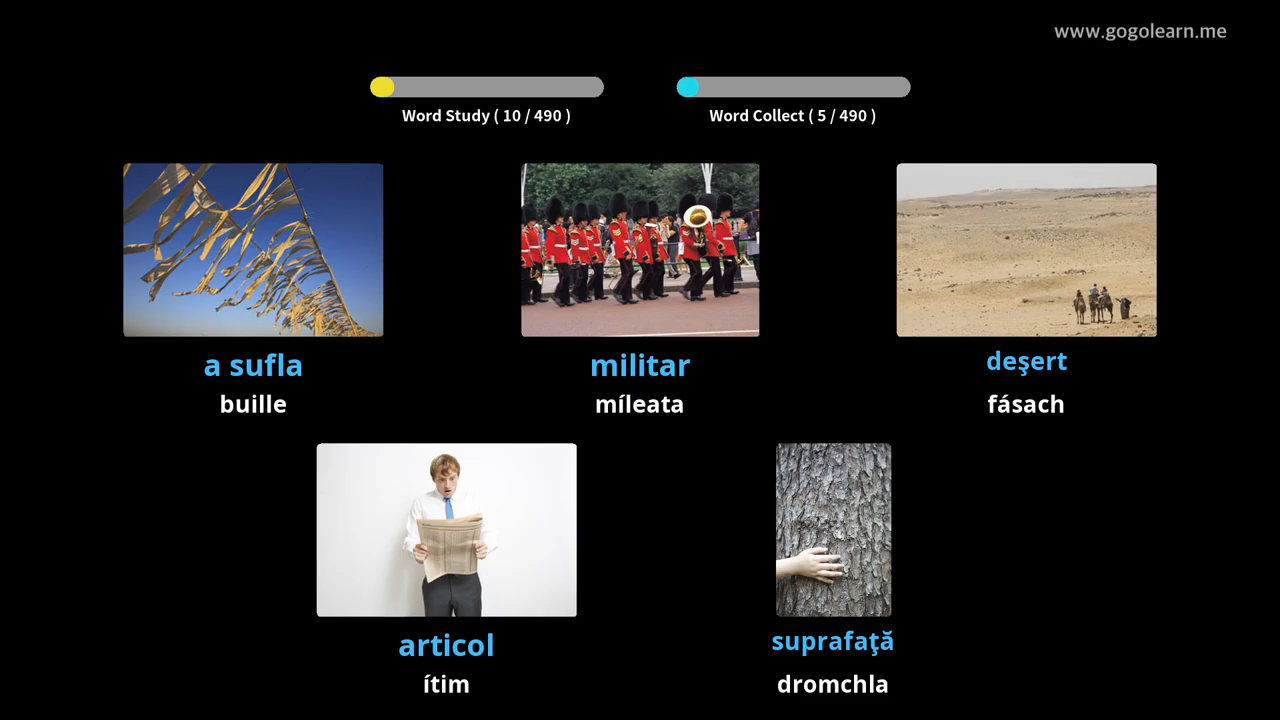 www.gogolearn.me
Word Study ( 10 / 490 )
Word Collect ( 5 / 490 )
a sufla
buille
militar
míleata
deşert
fásach
articol
ítim
suprafaţă
dromchla